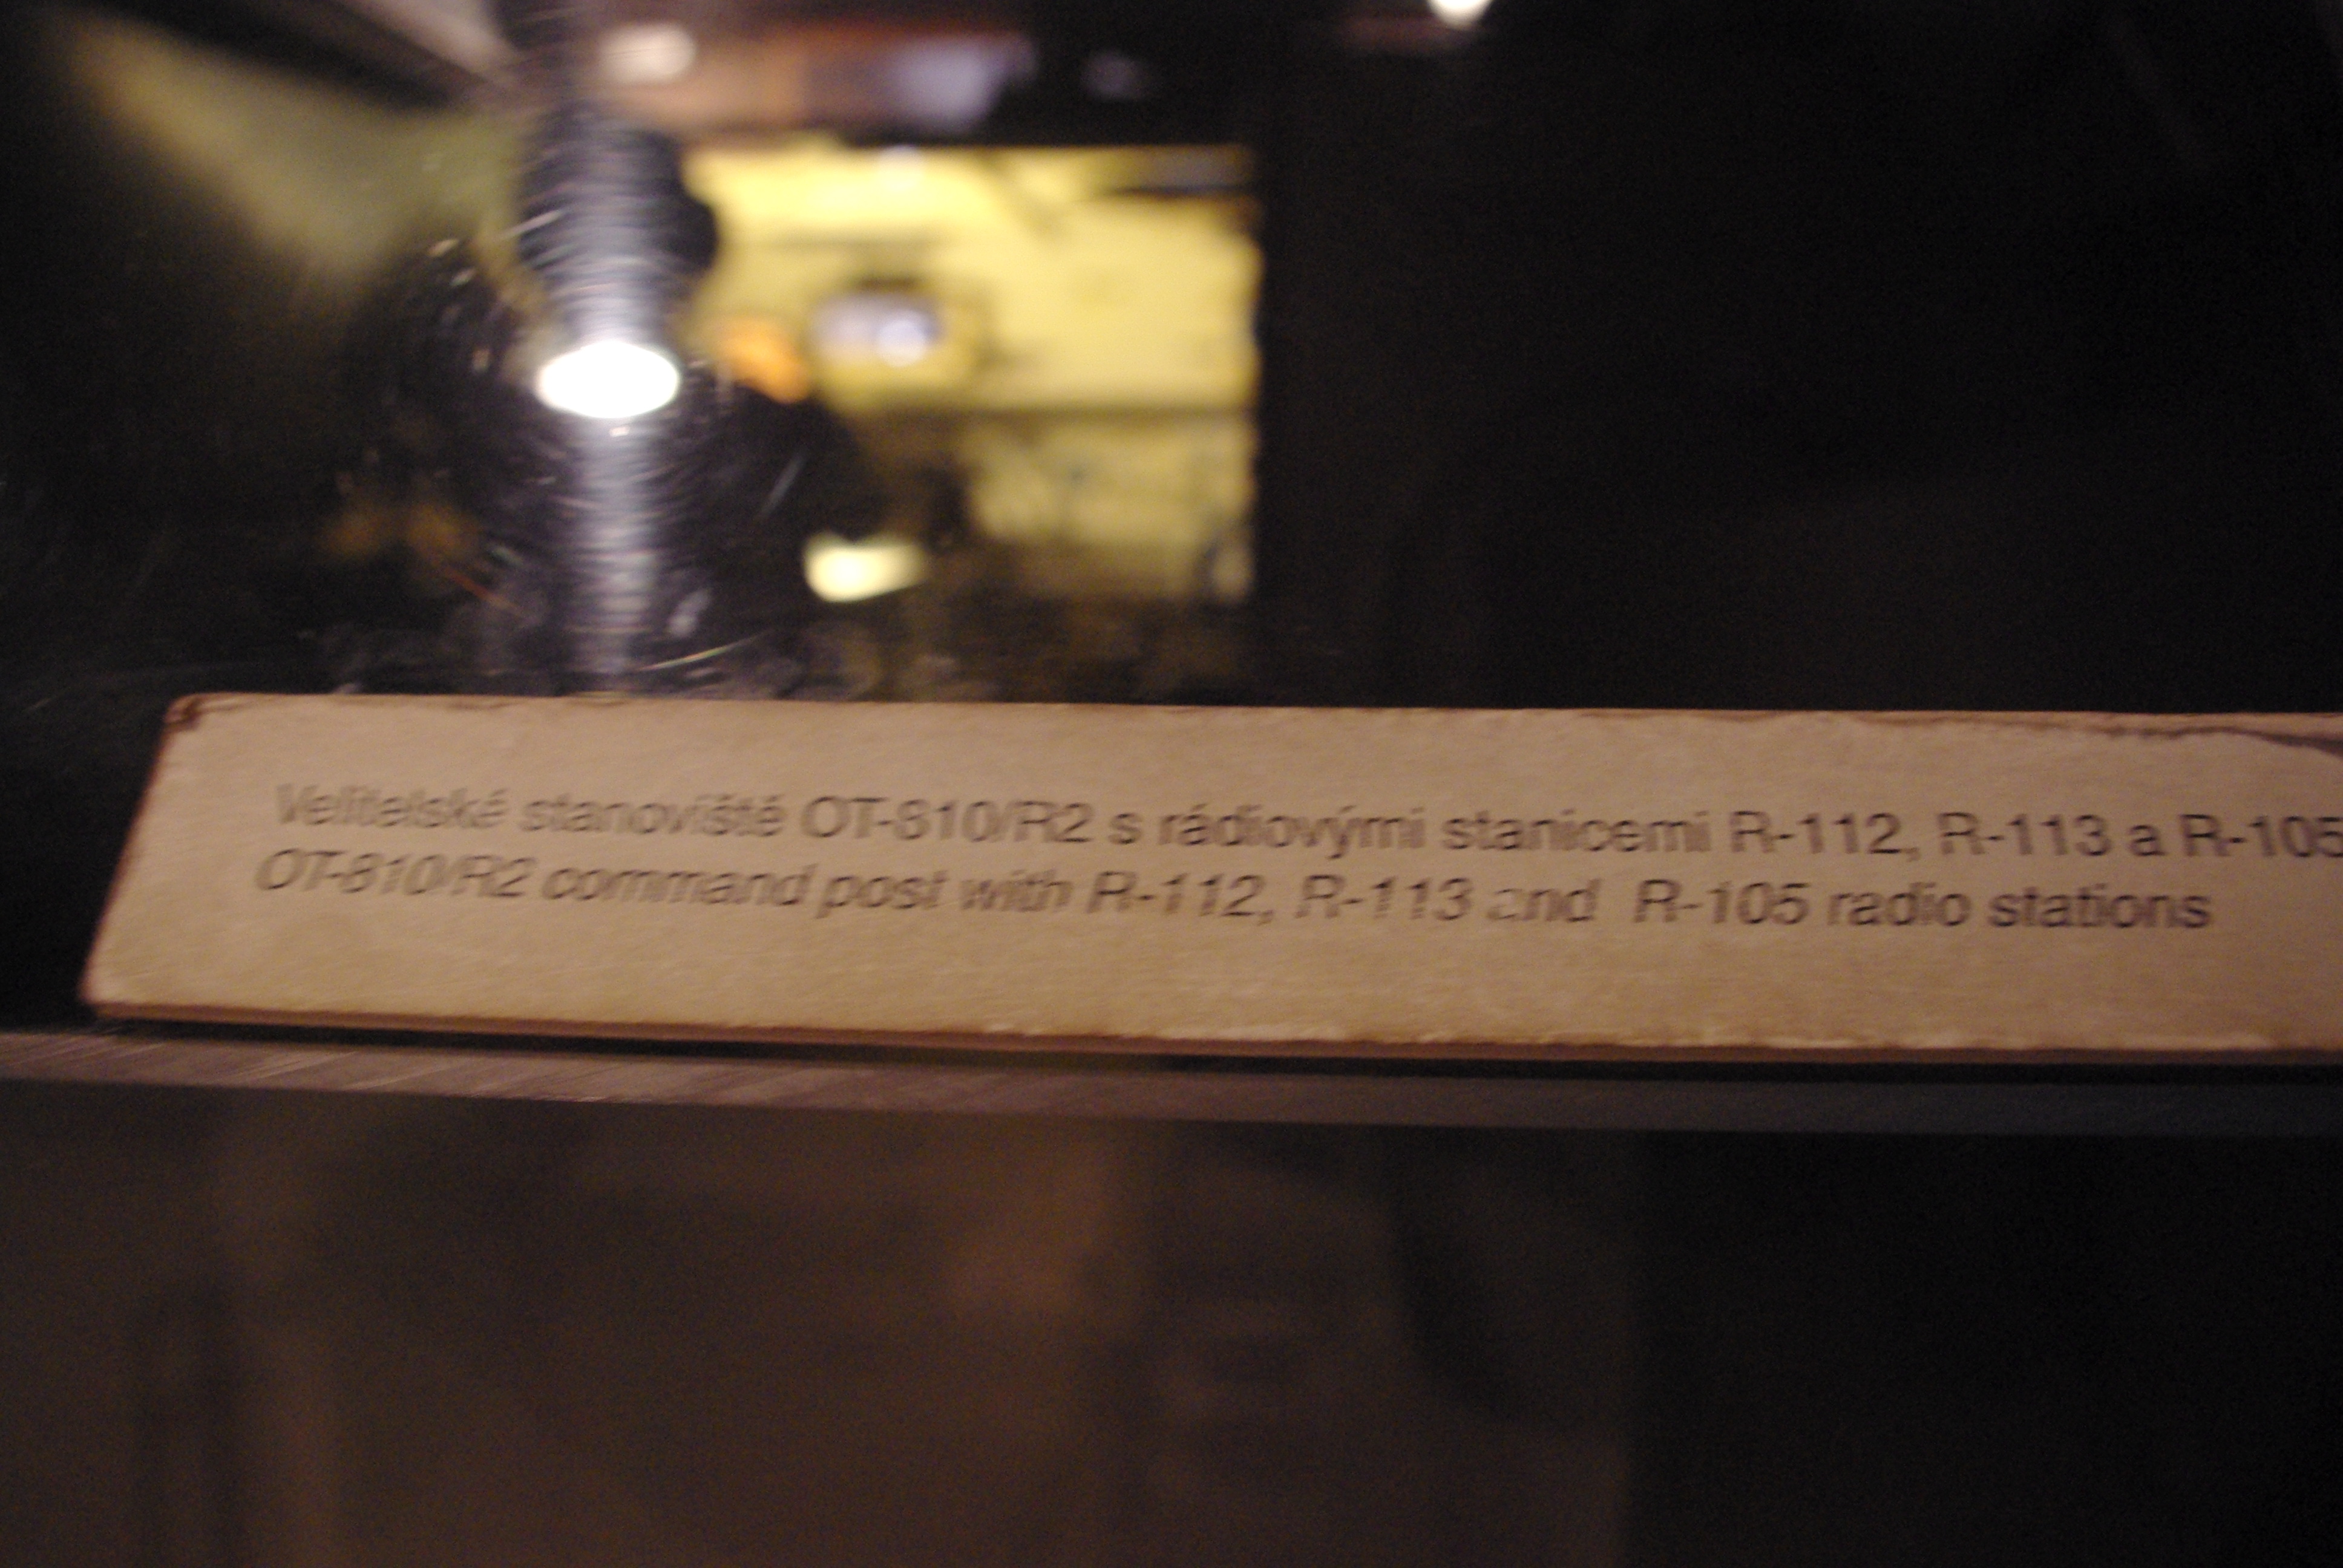 Velitelské stanoviště OT-810/R2 s rádiovými stanicemi R-112, R-113 a R-105
OT-810/R2 command post with R-112, R-113 and R-105 radio stations